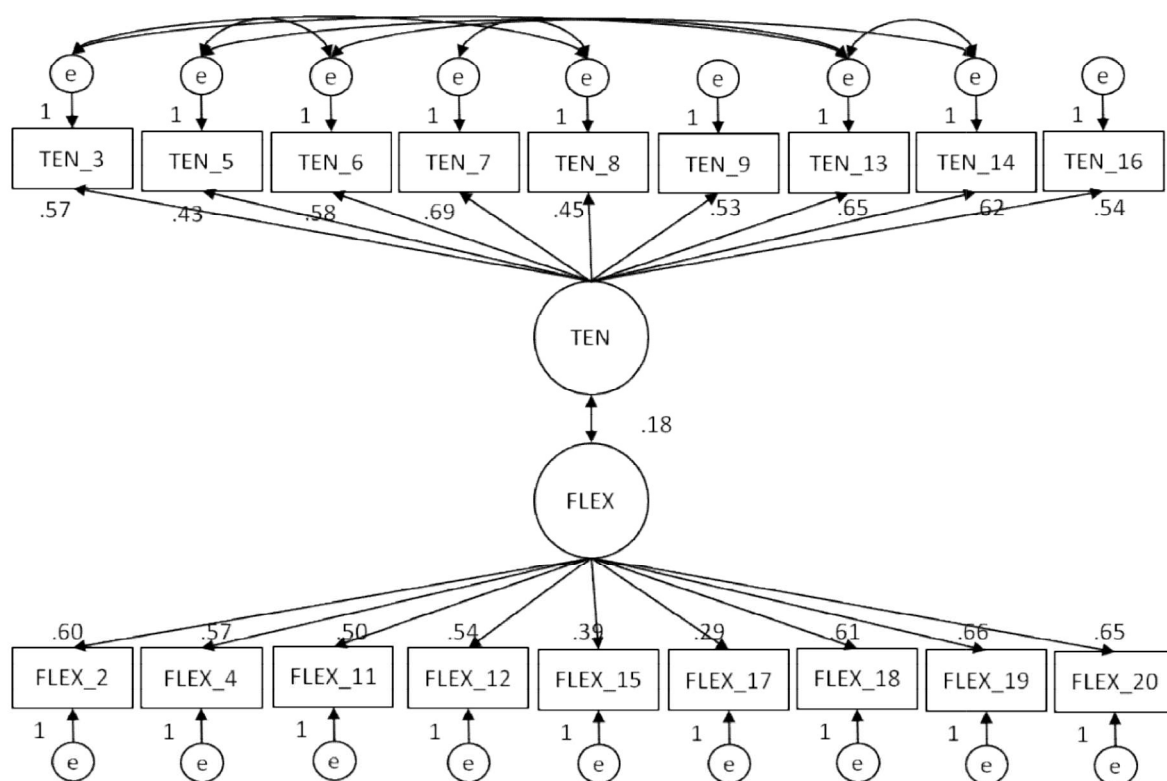 e e e e e e e e e
1 1 1 1 1 1 1 1 1
TEN_3 TEN_5 TEN_6 TEN_7 TEN_8 TEN_9 TEN_13 TEN_14 TEN_16
.57 .43 .58 .69 .45 .53 .65 .62 .54
TEN
.18
FLEX
.60 .57 .50 .54 .39 .29 .61 .66 .65
FLEX_2 FLEX_4 FLEX_11 FLEX_12 FLEX_15 FLEX_17 FLEX_18 FLEX_19 FLEX_20
1 1 1 1 1 1 1 1 1
e e e e e e e e e